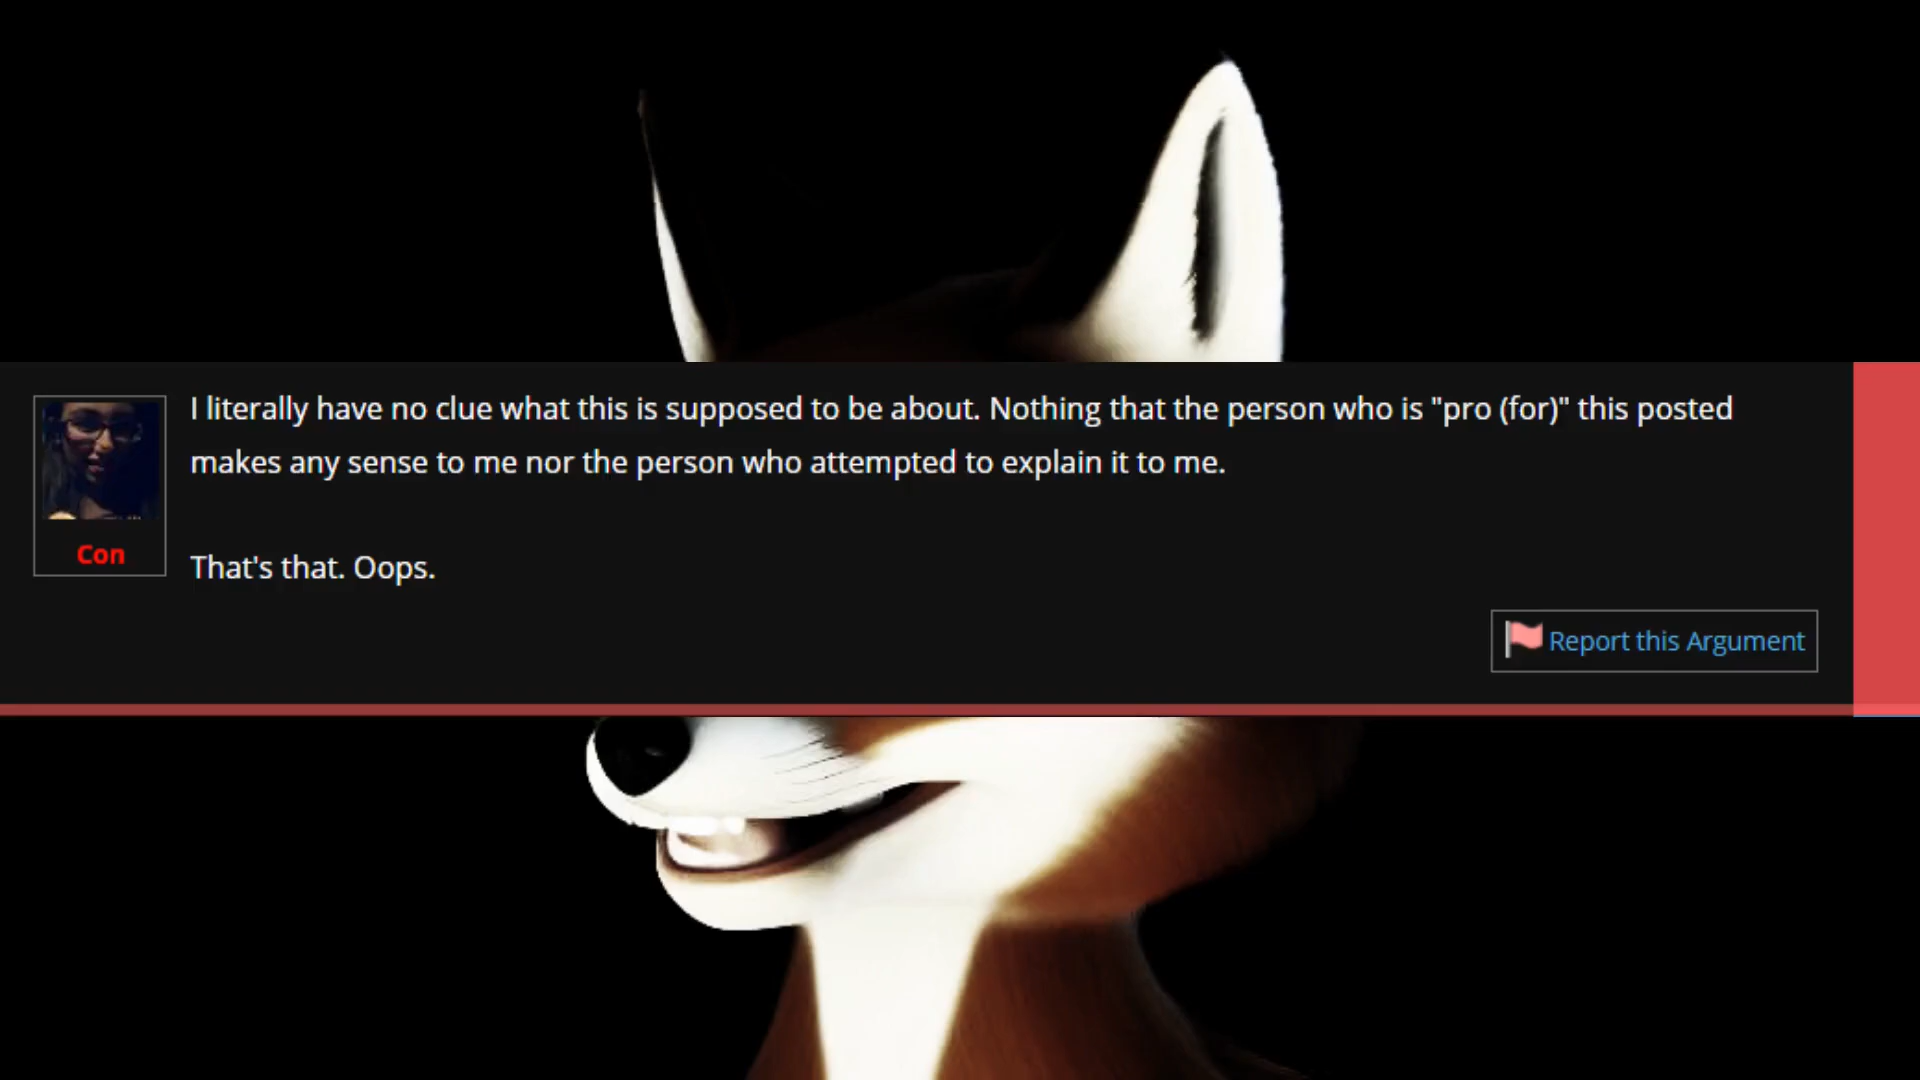 I literally have no clue what this is supposed to be about. Nothing that the person who is "pro (for)" this posted
makes any sense to me nor the person who attempted to explain it to me.
Con
That's that. Oops.
Report this Argument